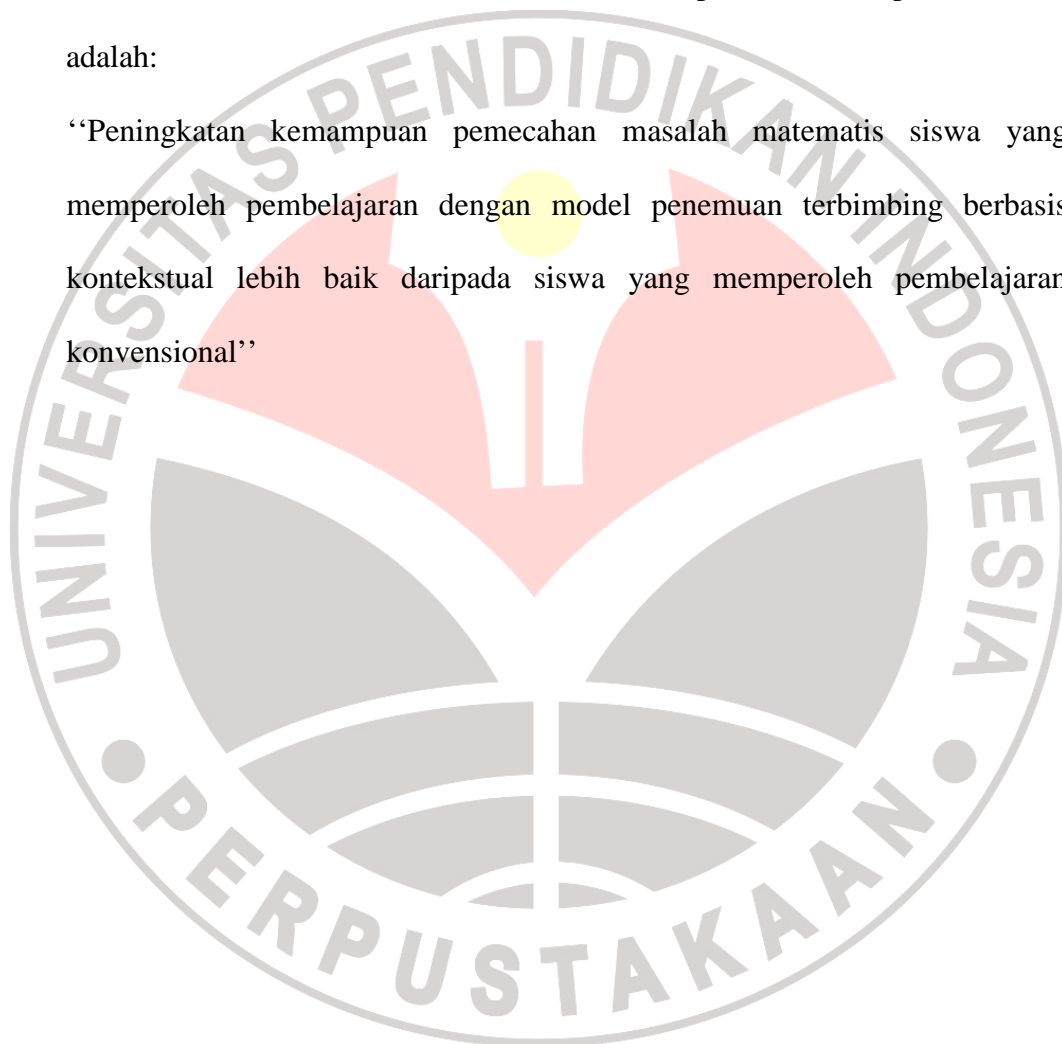 adalah:
‘‘Peningkatan kemampuan pemecahan masalah matematis siswa yang
memperoleh pembelajaran dengan model penemuan terbimbing berbasis
kontekstual lebih baik daripada siswa yang memperoleh pembelajaran
konvensional’’
UNIVERSITAS PENDIDIKAN INDONESIA
PERPUSTAKAAN